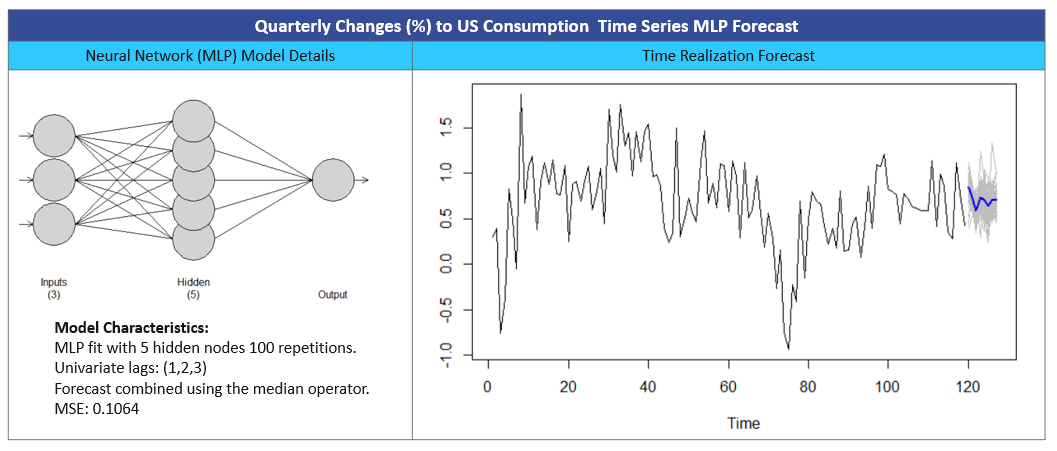 Quarterly Changes (%) to US Consumption  Time Series MLP Forecast
Neural Network (MLP) Model Details
Time Realization Forecast
Inputs
(3)
Hidden
(5)
Output
Model Characteristics:
MLP fit with 5 hidden nodes 100 repetitions.
Univariate lags: (1,2,3)
Forecast combined using the median operator.
MSE: 0.1064
1.5
1.0
0.5
0.0
-0.5
-1.0
0 20 40 60 80 100 120
Time